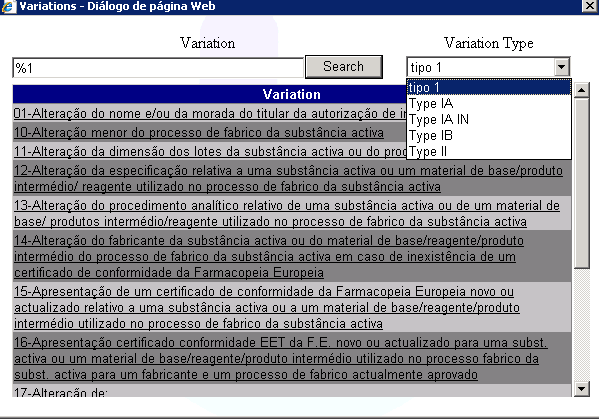 Variations - Diálogo de página Web
Variation
Variation Type
%1
Search
tipo 1
tipo 1
Type IA
Type IA IN
Type IB
Type II
Variation
01-Alteração do nome e/ou da morada do titular da autorização de
10-Alteração menor do processo de fabrico da substância activa
11-Alteração da dimensão dos lotes da substância activa ou do
12-Alteração da especificação relativa a uma substância activa ou um material de base/produto
intermédio/ reagente utilizado no processo de fabrico da substância activa
13-Alteração do procedimento analítico relativo de uma substância activa ou de um material de
base/ produtos intermédio/reagente utilizado no processo de fabrico da substância activa
14-Alteração do fabricante da substância activa ou do material de base/reagente/produto
intermédio do processo de fabrico da substância activa em caso de inexistência de um
certificado de conformidade da Farmacopeia Europeia
15-Apresentação de um certificado de conformidade da Farmacopeia Europeia novo ou
actualizado relativo a uma substância activa ou a um material de base/reagente/produto
intermédio utilizado no processo de fabrico da substância activa
16-Apresentação certificado conformidade EET da F.E. novo ou actualizado para uma subst.
activa ou um material de base/reagente/produto intermédio utilizado no processo fabrico da
subst. activa para um fabricante e um processo de fabrico actualmente aprovado
17-Alteração de: